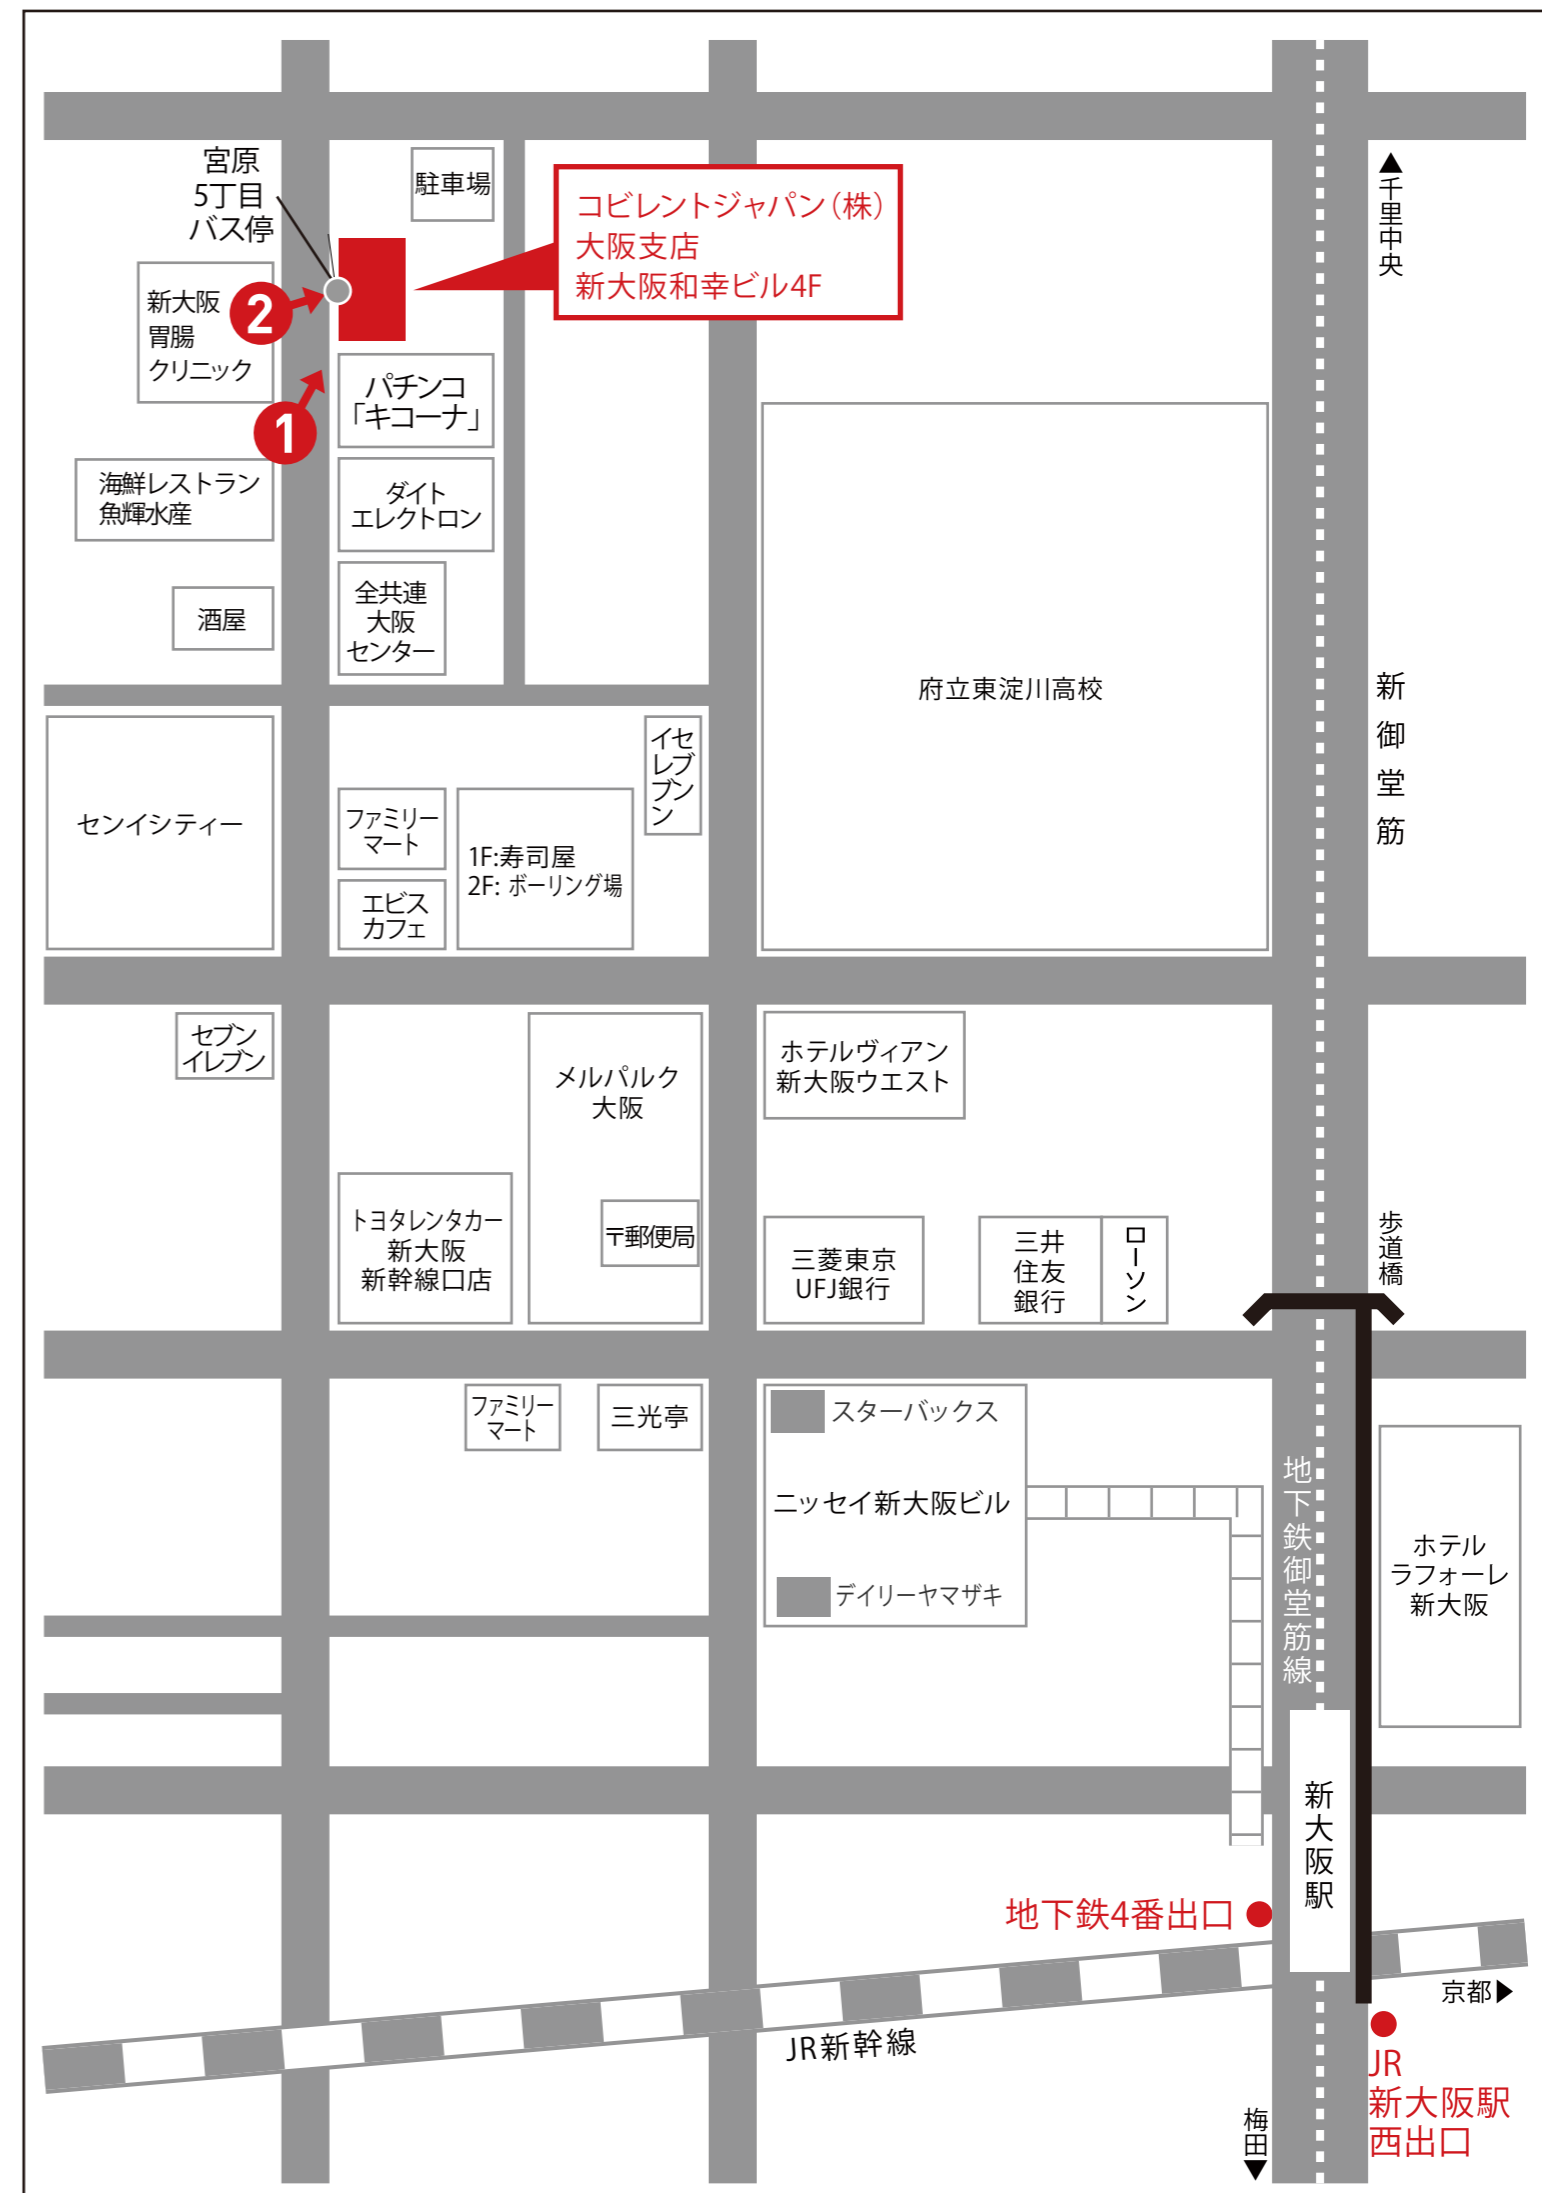 宮原
5丁目
バス停
駐車場
コビレントジャパン(株)
大阪支店
新大阪和幸ビル4F
▲千里中央
新大阪
胃腸
クリニック
2
1
パチンコ
「キコーナ」
海鮮レストラン
魚輝水産
ダイト
エレクトロン
酒屋
全共連
大阪
センター
府立東淀川高校
新御堂筋
センイシティー
ファミリー
マート
エビス
カフェ
1F:寿司屋
2F: ボーリング場
セブン
イレブン
セブン
イレブン
メルパルク
大阪
ホテルヴィアン
新大阪ウエスト
トヨタレンタカー
新大阪
新幹線口店
〒郵便局
三菱東京
UFJ銀行
三井
住友
銀行
ローソン
歩道橋
ファミリー
マート
三光亭
スターバックス
ニッセイ新大阪ビル
デイリーヤマザキ
地下鉄御堂筋線
ホテル
ラフォーレ
新大阪
新大阪駅
地下鉄4番出口
京都▶
JR新幹線
JR
新大阪駅
西出口
梅田▼